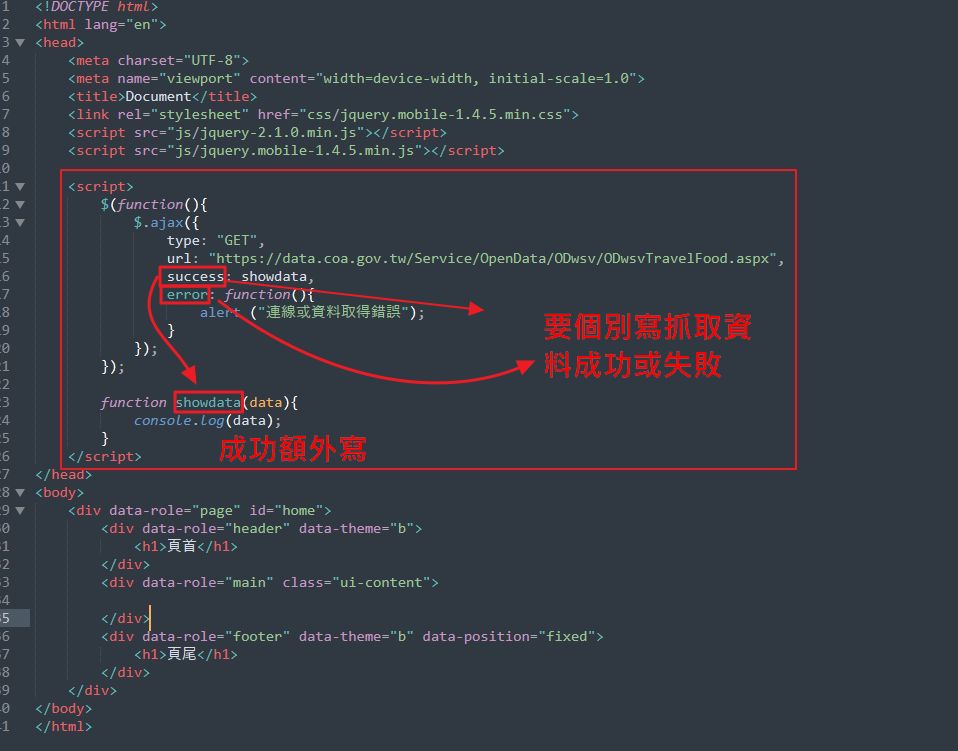 1 <!DOCTYPE html>
2 <html lang="en">
3 <head>
4 <meta charset="UTF-8">
5 <meta name="viewport" content="width=device-width, initial-scale=1.0">
6 <title>Document</title>
7 <link rel="stylesheet" href="css/jquery.mobile-1.4.5.min.css">
8 <script src="js/jquery-2.1.0.min.js"></script>
9 <script src="js/jquery.mobile-1.4.5.min.js"></script>
10
11 <script>
12 $(function(){
13 $.ajax({
14 type: "GET",
15 url: "https://data.coa.gov.tw/Service/OpenData/ODwsv/ODwsvTravelFood.aspx",
16 success: showdata,
17 error: function(){
18 alert ("連線或資料取得錯誤");
19 }
20 });
21 });
要個別寫抓取資
料成功或失敗
22
23 function showdata(data){
24 console.log(data);
25 }
成功額外寫
26 </script>
27 </head>
28 <body>
29 <div data-role="page" id="home">
30 <div data-role="header" data-theme="b">
31 <h1>頁首</h1>
32 </div>
33 <div data-role="main" class="ui-content">
34
35 </div>
36 <div data-role="footer" data-theme="b" data-position="fixed">
37 <h1>頁尾</h1>
38 </div>
39 </div>
40 </body>
41 </html>